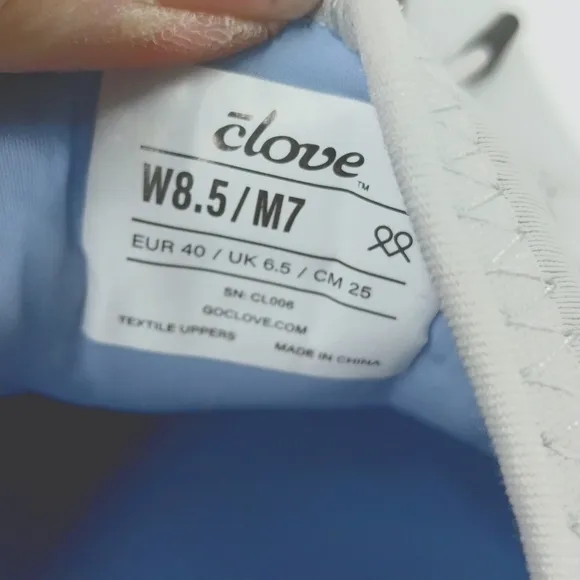 clove™
W8.5/M7
EUR 40 / UK 6.5 / CM 25
SN: CL006
GOCLOVE.COM
TEXTILE UPPERS
MADE IN CHINA